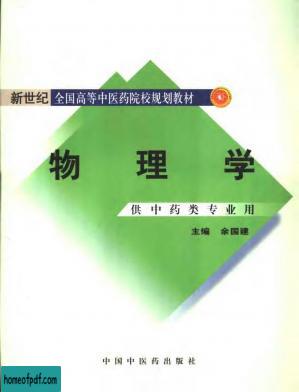 新世纪 全国高等中医药院校规划教材
物理学
供中药类专业用
主编 余国建
中国中医药出版社
homeofpdf.com